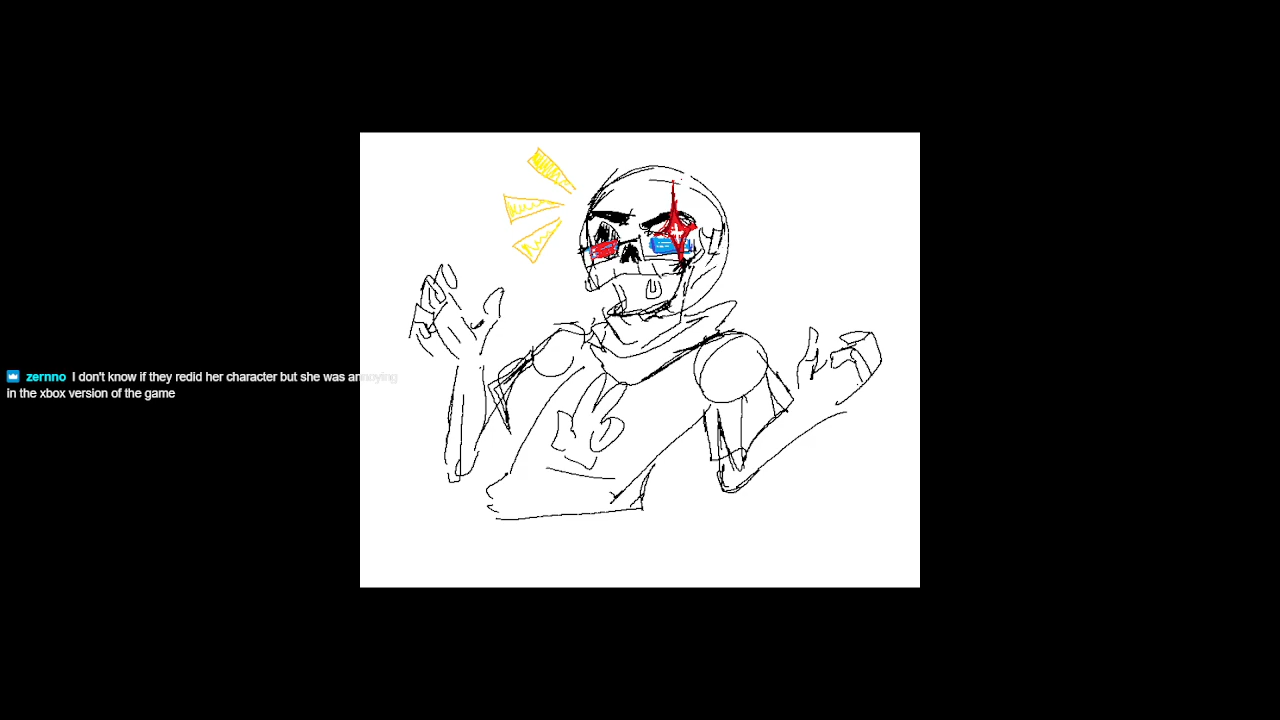 zernno I don't know if they redid her character but she was annoying
in the xbox version of the game